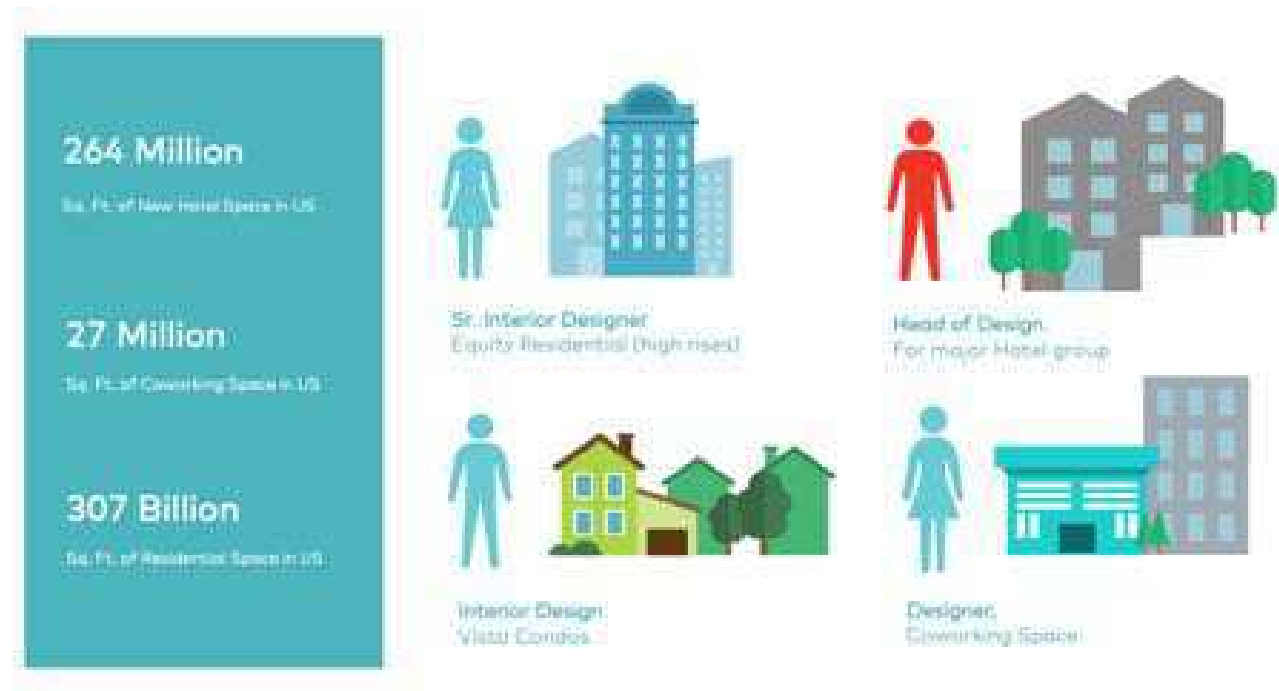 264 Million
Sq. Ft. of New Hotel Space in US
27 Million
Sq. Ft. of Coworking Space in US
307 Billion
Sq. Ft. of Residential Space in US
Sr. Interior Designer
Equity Residential (high rises)
Head of Design
For major Hotel group
Interior Design
Vista Condos
Designer,
Coworking Space